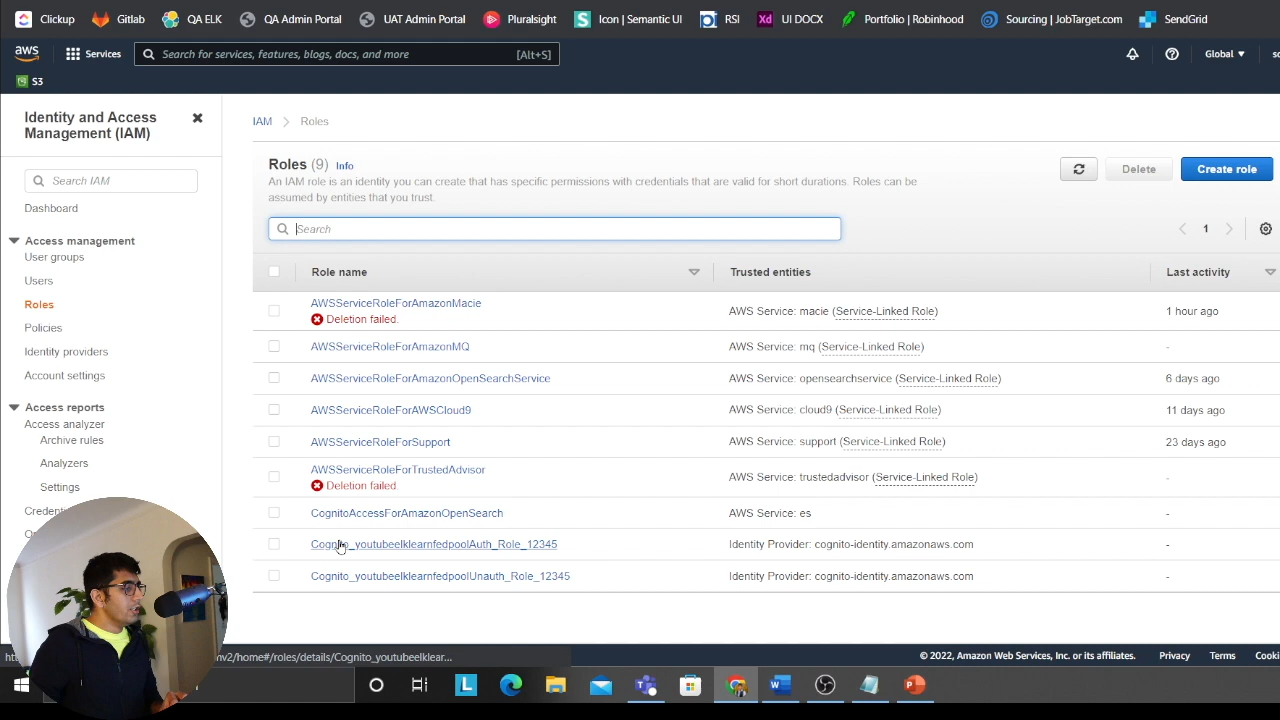 Clickup Gitlab QA ELK QA Admin Portal UAT Admin Portal Pluralsight Icon | Semantic UI RSI UI DOCX Portfolio | Robinhood Sourcing | JobTarget.com SendGrid
aws Services Search for services, features, blogs, docs, and more [Alt+S] Global
S3
Identity and Access
Management (IAM)
Search IAM
Dashboard
Access management
User groups
Users
Roles
Policies
Identity providers
Account settings
Access reports
Access analyzer
Archive rules
Analyzers
Settings
IAM > Roles
Roles (9) Info
An IAM role is an identity you can create that has specific permissions with credentials that are valid for short durations. Roles can be
assumed by entities that you trust.
Delete Create role
Search
1
Role name Trusted entities Last activity
AWSServiceRoleForAmazonMacie AWS Service: macie (Service-Linked Role) 1 hour ago
Deletion failed.
AWSServiceRoleForAmazonMQ AWS Service: mq (Service-Linked Role) -
AWSServiceRoleForAmazonOpenSearchService AWS Service: opensearchservice (Service-Linked Role) 6 days ago
AWSServiceRoleForAWSCloud9 AWS Service: cloud9 (Service-Linked Role) 11 days ago
AWSServiceRoleForSupport AWS Service: support (Service-Linked Role) 23 days ago
AWSServiceRoleForTrustedAdvisor AWS Service: trustedadvisor (Service-Linked Role) -
Deletion failed.
CognitoAccessForAmazonOpenSearch AWS Service: es -
Cognito_youtubeelklearnfedpoolAuth_Role_12345 Identity Provider: cognito-identity.amazonaws.com -
Cognito_youtubeelklearnfedpoolUnauth_Role_12345 Identity Provider: cognito-identity.amazonaws.com -
mv2/home#/roles/details/Cognito_youtubeelklear...
© 2022, Amazon Web Services, Inc. or its affiliates. Privacy Terms